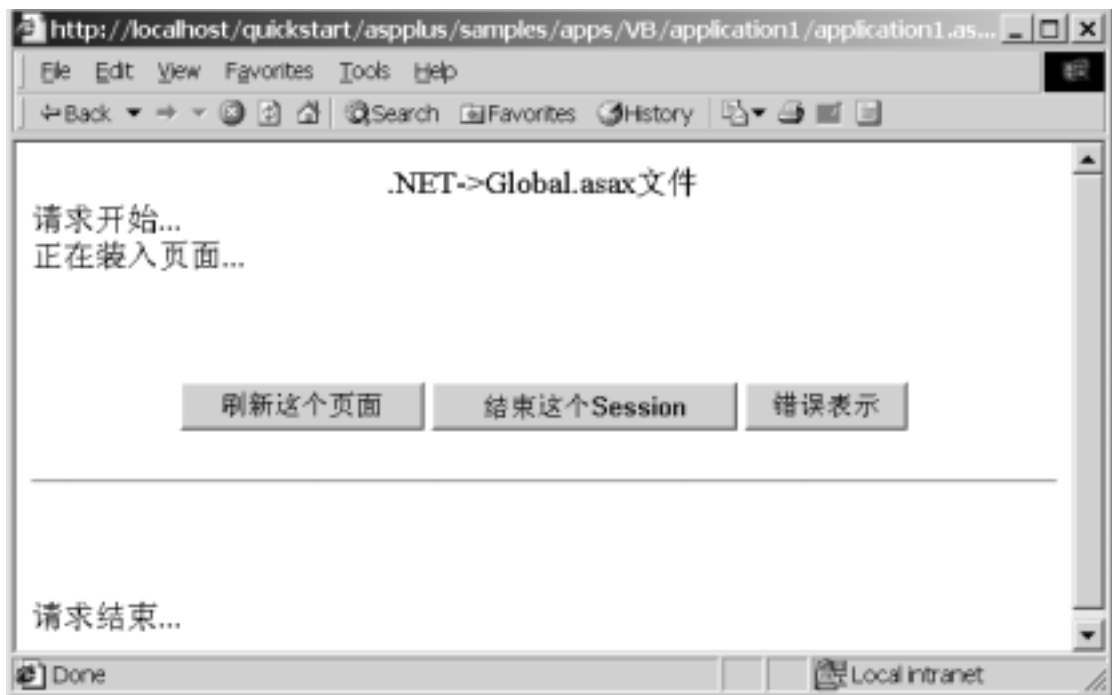 http://localhost/quickstart/aspplus/samples/apps/VB/application1/application1.as...
File Edit View Favorites Tools Help
Back Search Favorites History
.NET->Global.asax文件
请求开始...
正在装入页面...
刷新这个页面 结束这个Session 错误表示
请求结束...
Done Local intranet